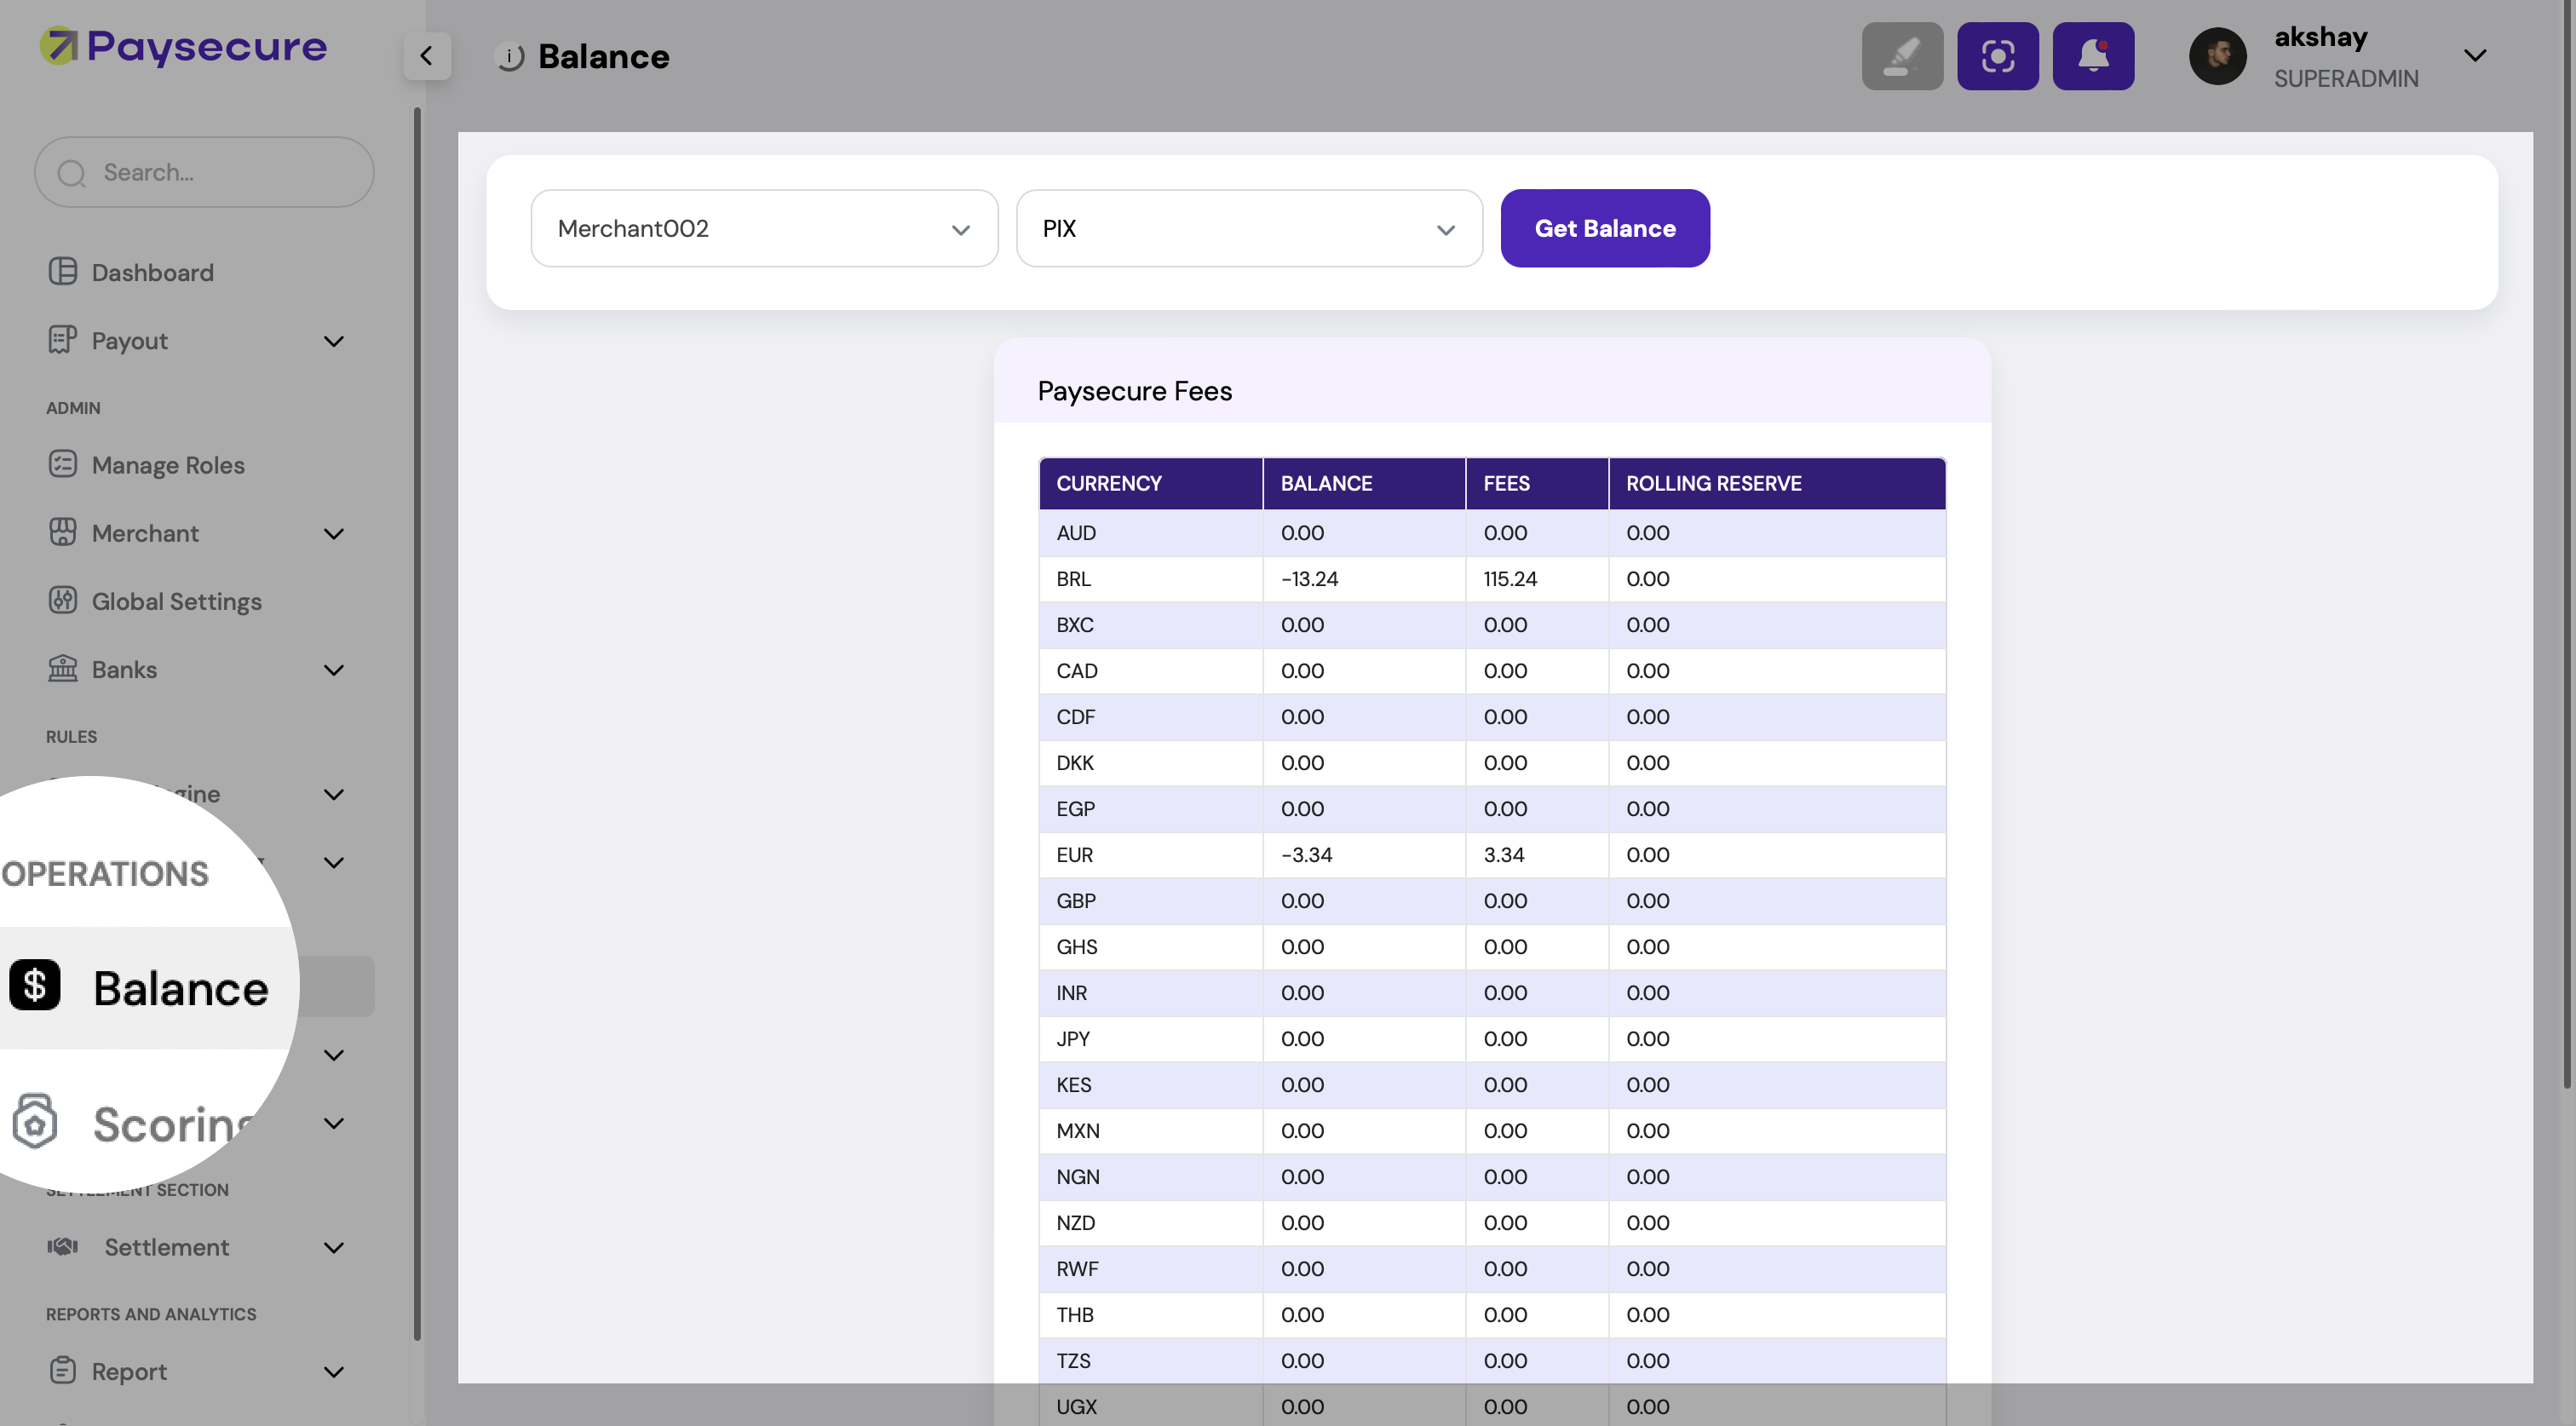 Paysecure
Balance
akshay
SUPERADMIN
Search...
Dashboard
Payout
ADMIN
Manage Roles
Merchant
Global Settings
Banks
RULES
OPERATIONS
Balance
SETTLEMENT SECTION
Settlement
REPORTS AND ANALYTICS
Report
Merchant002
PIX
Get Balance
Paysecure Fees
CURRENCY BALANCE FEES ROLLING RESERVE
AUD 0.00 0.00 0.00
BRL -13.24 115.24 0.00
BXC 0.00 0.00 0.00
CAD 0.00 0.00 0.00
CDF 0.00 0.00 0.00
DKK 0.00 0.00 0.00
EGP 0.00 0.00 0.00
EUR -3.34 3.34 0.00
GBP 0.00 0.00 0.00
GHS 0.00 0.00 0.00
INR 0.00 0.00 0.00
JPY 0.00 0.00 0.00
KES 0.00 0.00 0.00
MXN 0.00 0.00 0.00
NGN 0.00 0.00 0.00
NZD 0.00 0.00 0.00
RWF 0.00 0.00 0.00
THB 0.00 0.00 0.00
TZS 0.00 0.00 0.00
UGX 0.00 0.00 0.00